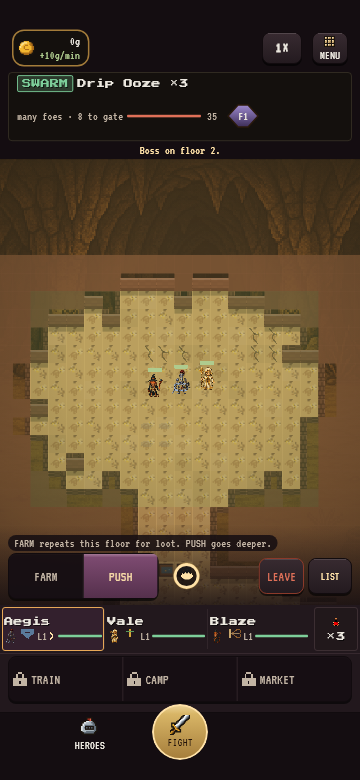 0g
+10g/min
1X
MENU
SWARM Drip Ooze ×3
many foes · 8 to gate 35 F1
Boss on floor 2.
FARM repeats this floor for loot. PUSH goes deeper.
FARM PUSH LEAVE LIST
Aegis Vale Blaze
L1 L1 L1 ×3
TRAIN CAMP MARKET
HEROES FIGHT